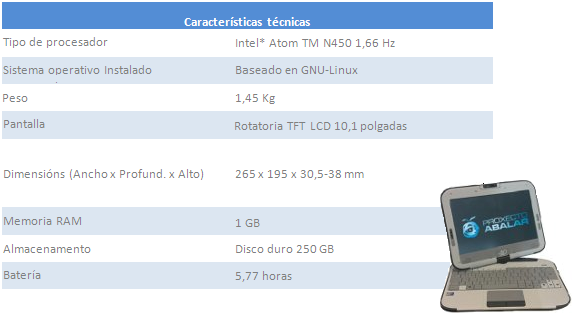 Características técnicas
Tipo de procesador Intel* Atom TM N450 1,66 Hz
Sistema operativo Instalado Baseado en GNU-Linux
Peso 1,45 Kg
Pantalla Rotatoria TFT LCD 10,1 polgadas
Dimensións (Ancho x Profund. x Alto) 265 x 195 x 30,5-38 mm
Memoria RAM 1 GB
Almacenamento Disco duro 250 GB
Batería 5,77 horas
PROXECTO
ABALAR